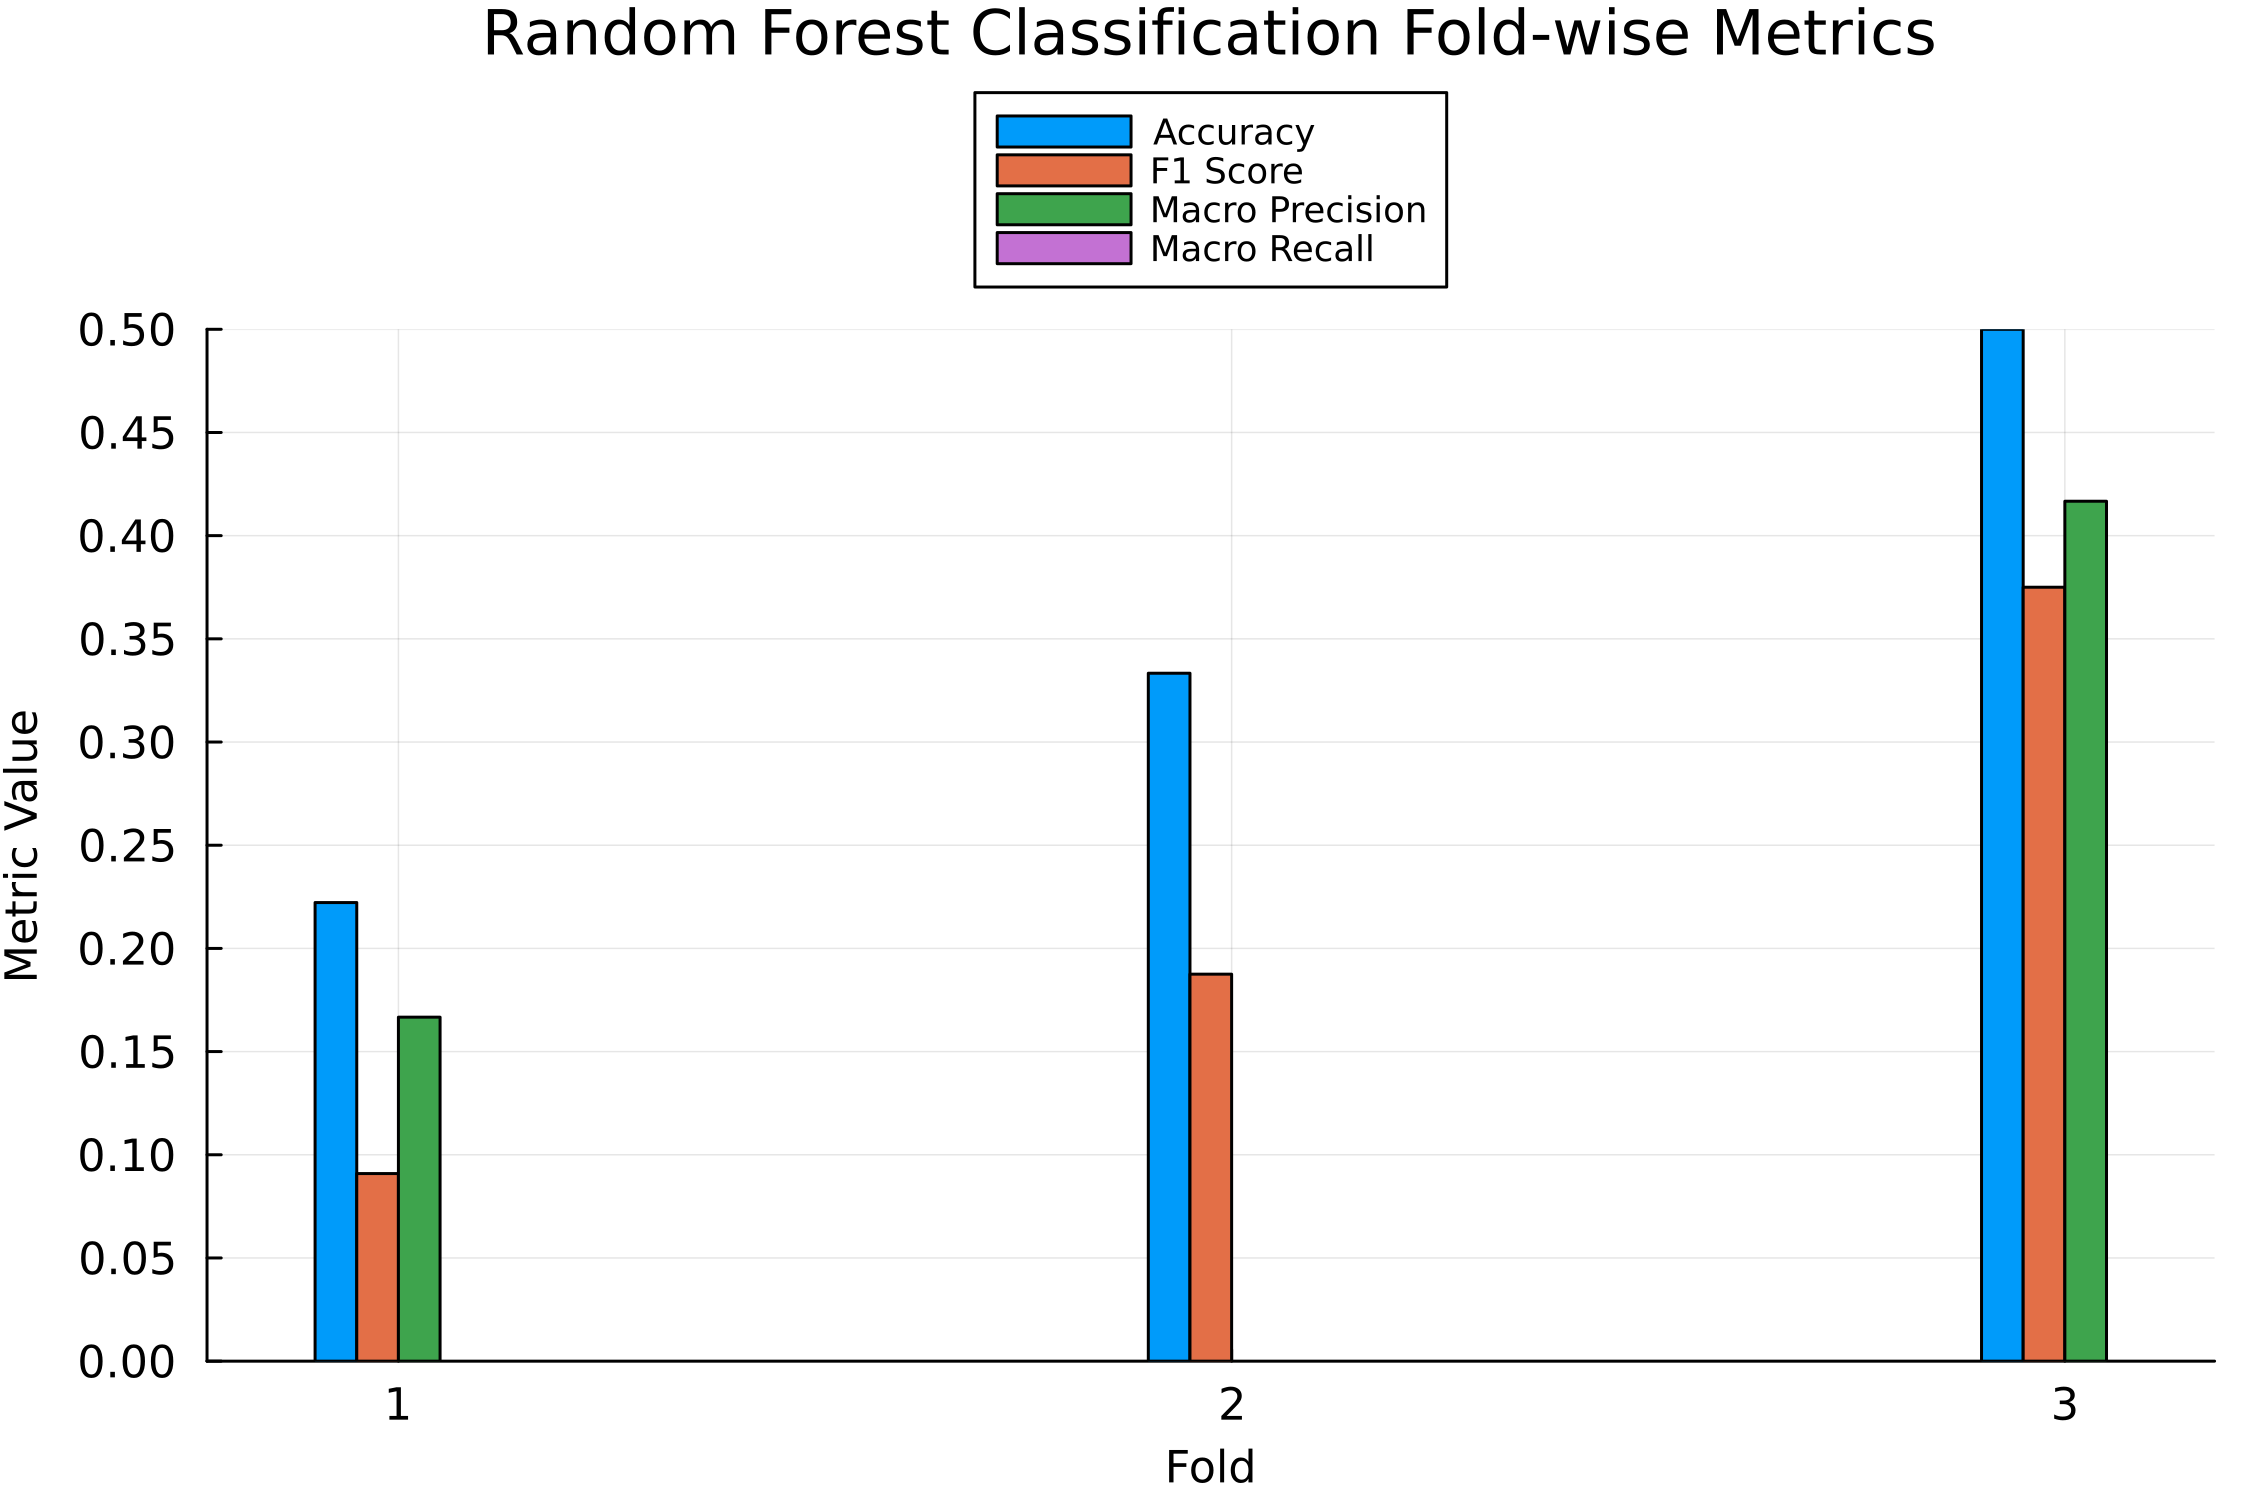 Random Forest Classification Fold-wise Metrics
Accuracy
F1 Score
Macro Precision
Macro Recall
0.50
0.45
0.40
0.35
0.30
0.25
0.20
0.15
0.10
0.05
0.00
Metric Value
1 2 3
Fold